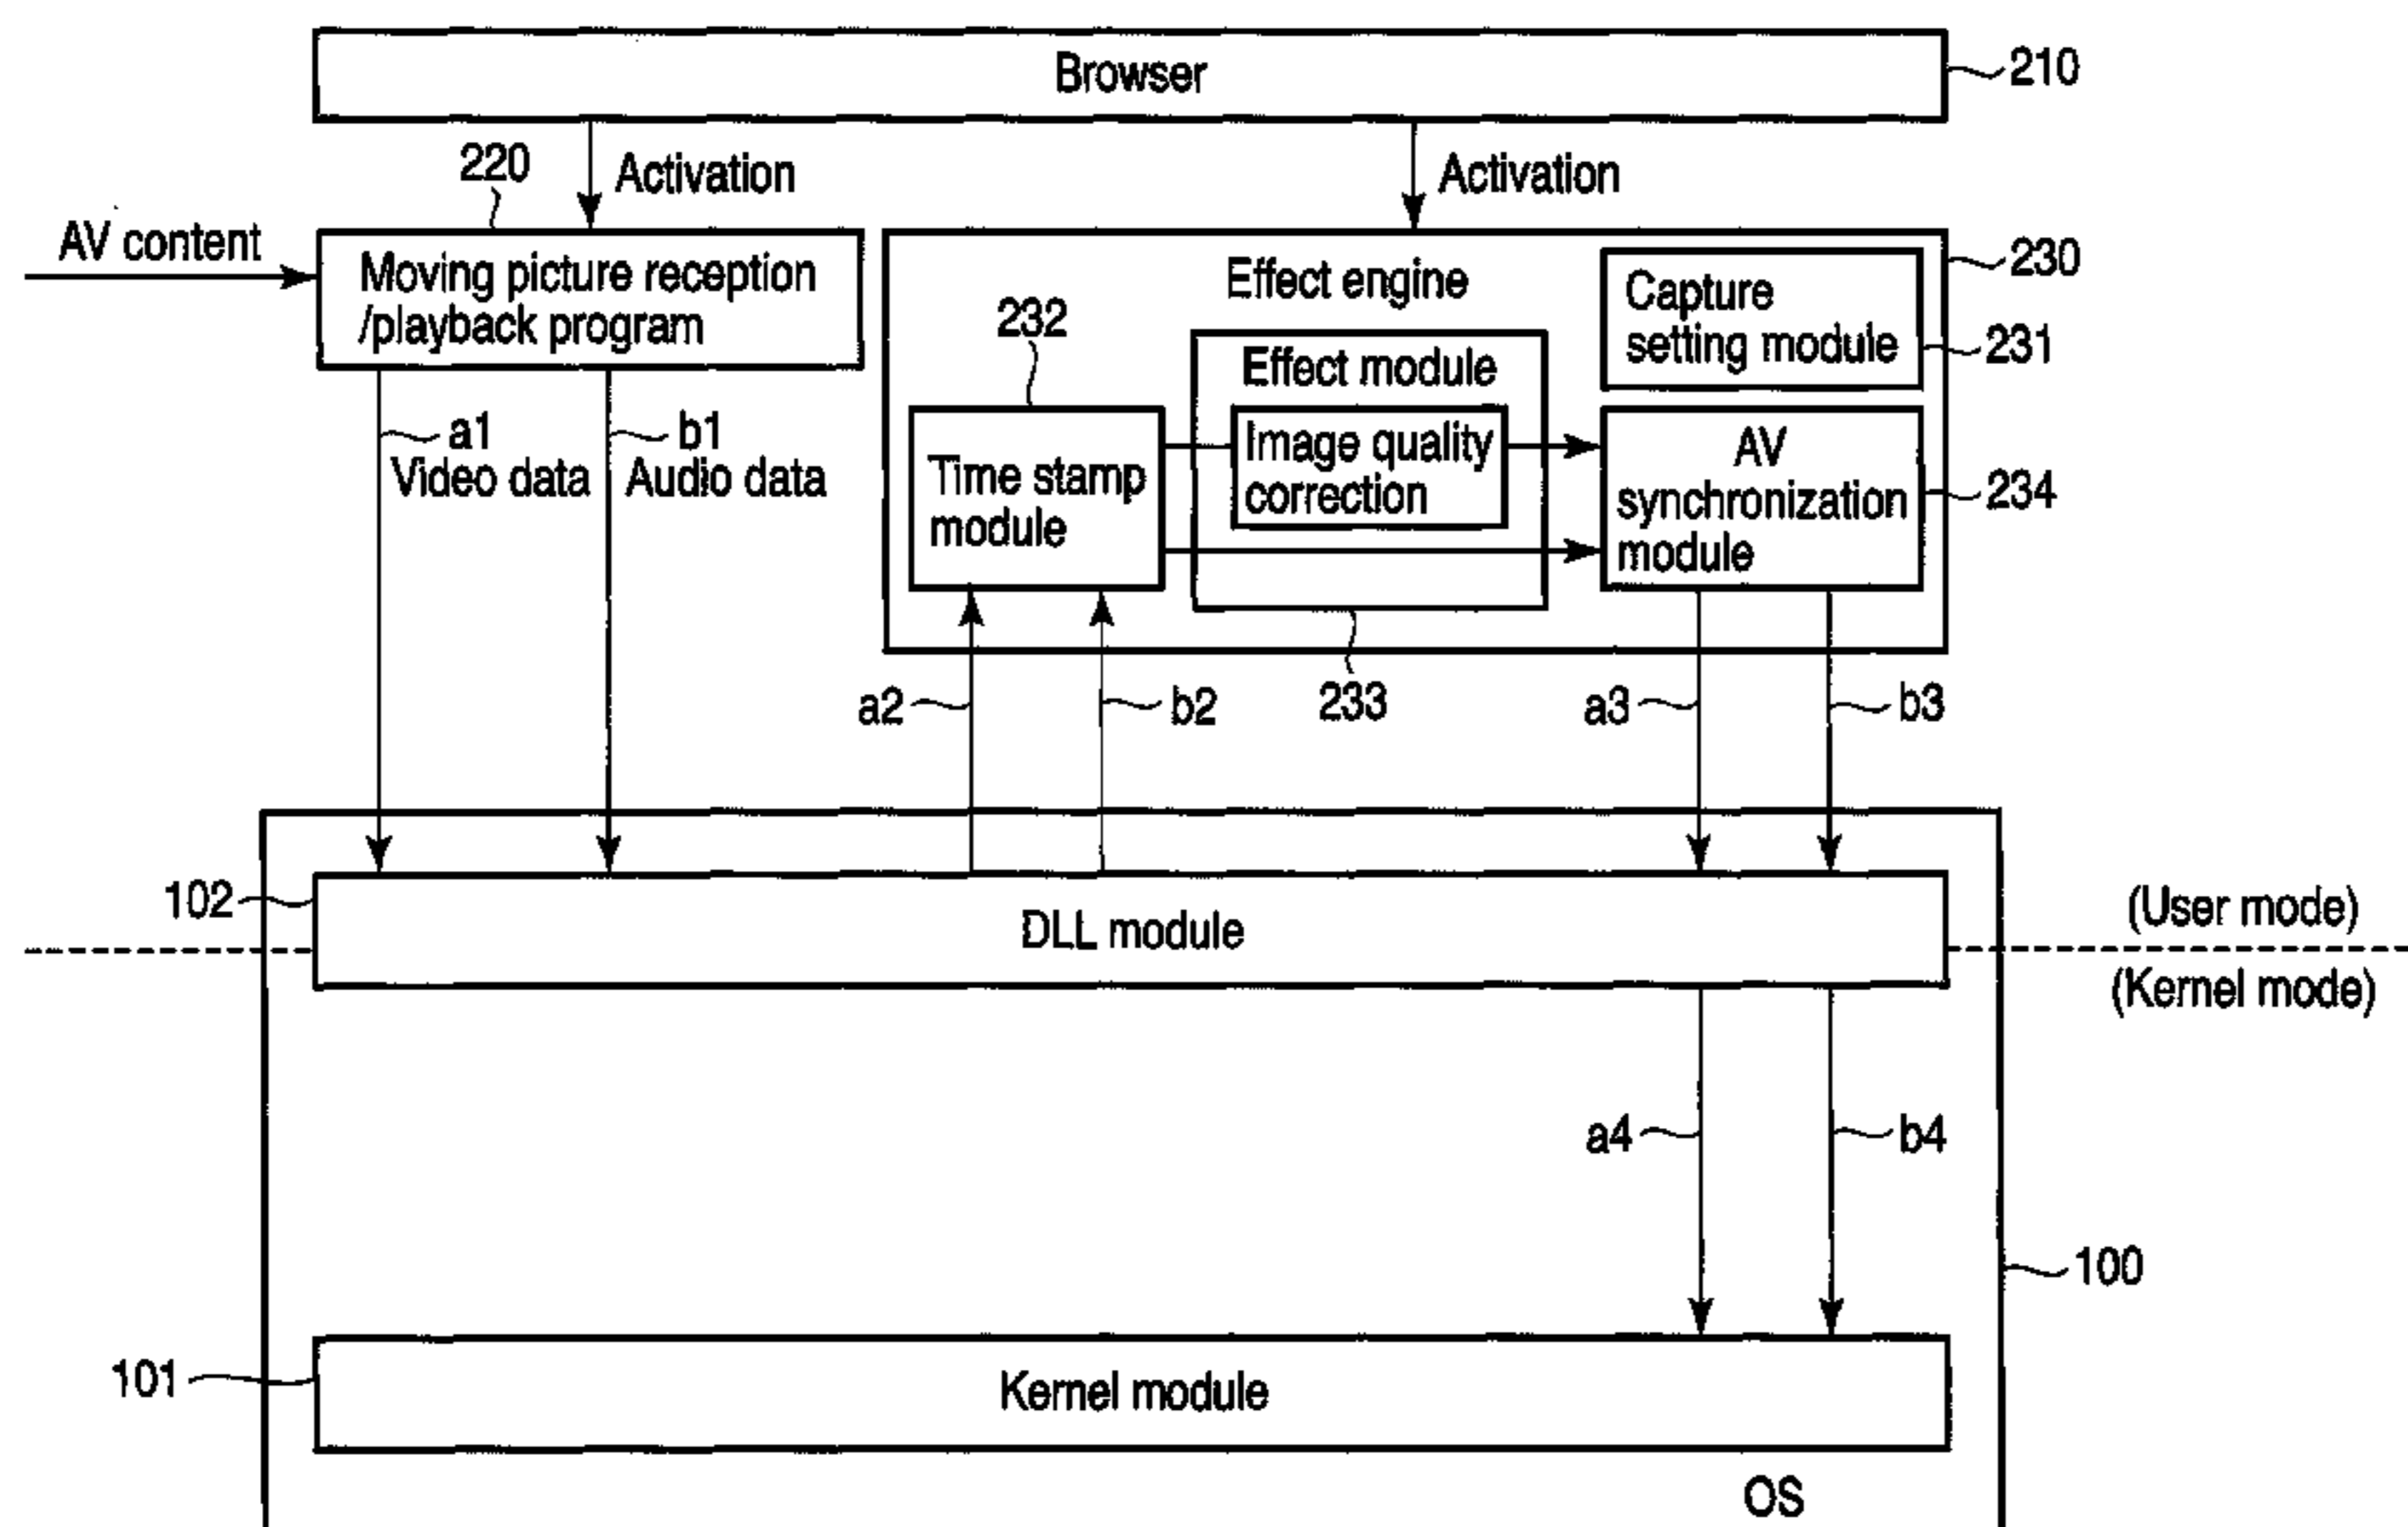 Browser
210
220
Activation
Activation
AV content
Moving picture reception
/playback program
Effect engine
230
Capture
setting module
231
232
Effect module
a1
Video data
b1
Audio data
Time stamp
module
Image quality
correction
AV
synchronization
module
234
a2
b2
233
a3
b3
102
DLL module
(User mode)
(Kernel mode)
a4
b4
100
101
Kernel module
OS